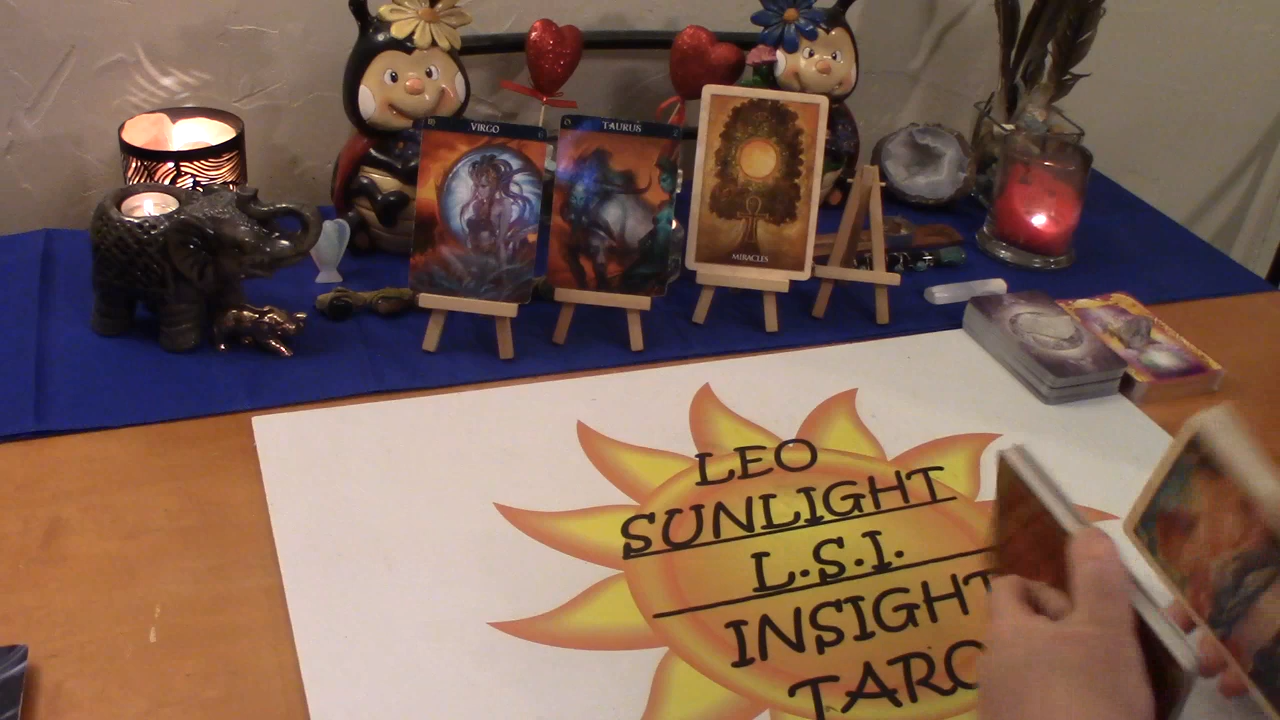 VIRGO
TAURUS
MIRACLES
LEO
SUNLIGHT
L.S.I.
INSIGHT
TARO